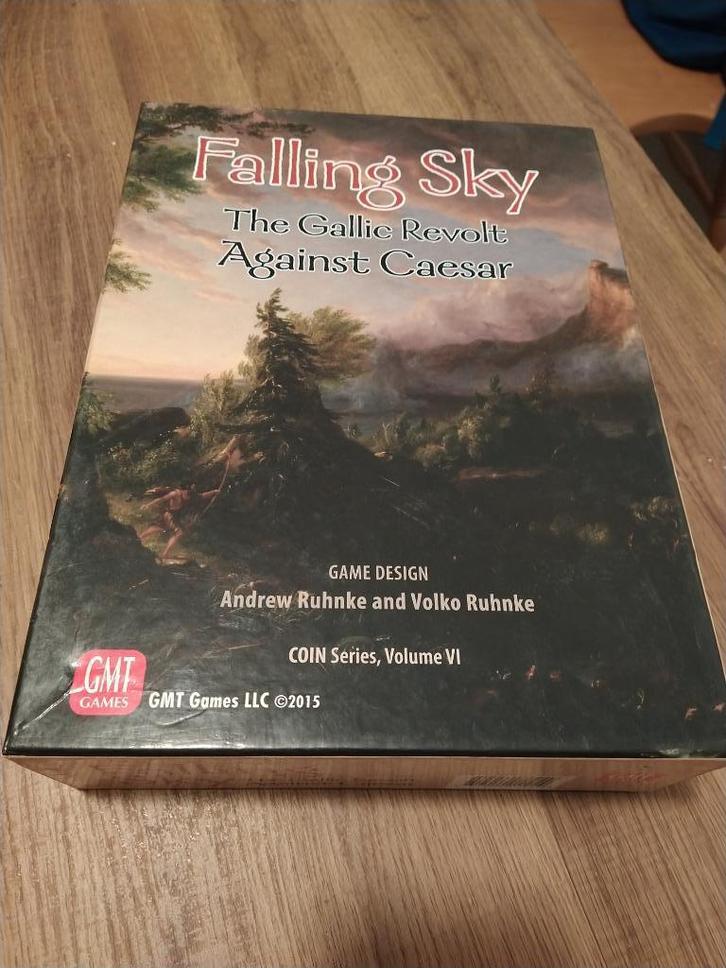 Falling Sky
The Gallic Revolt
Against Caesar
GAME DESIGN
Andrew Ruhnke and Volko Ruhnke
COIN Series, Volume VI
GMT
GAMES
GMT Games LLC ©2015